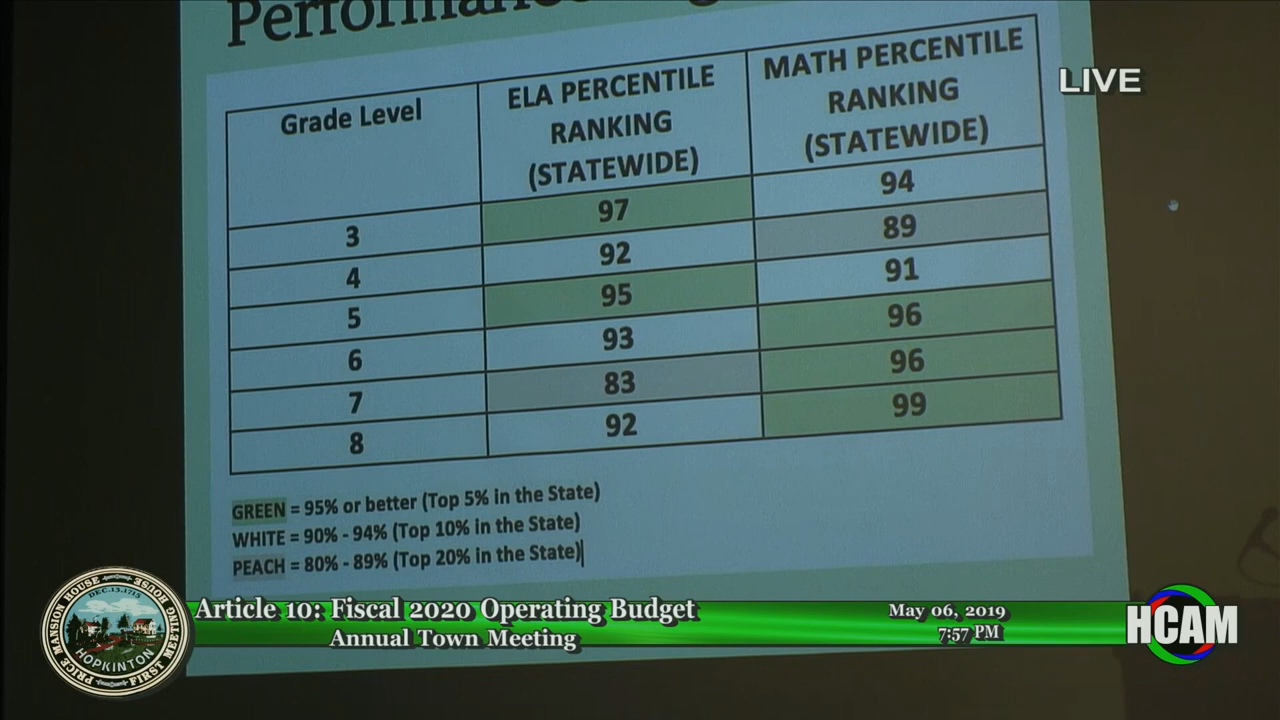 Performance
LIVE
Grade Level
ELA PERCENTILE RANKING (STATEWIDE)
MATH PERCENTILE RANKING (STATEWIDE)
3 97 94
4 92 89
5 95 91
6 93 96
7 83 96
8 92 99
GREEN = 95% or better (Top 5% in the State)
WHITE = 90% - 94% (Top 10% in the State)
PEACH = 80% - 89% (Top 20% in the State)
Article 10: Fiscal 2020 Operating Budget
Annual Town Meeting
May 06, 2019
7:57 PM
HCAM
PRICE MANSION HOUSE
FIRST MEETING HOUSE
DEC.13.1715
HOPKINTON